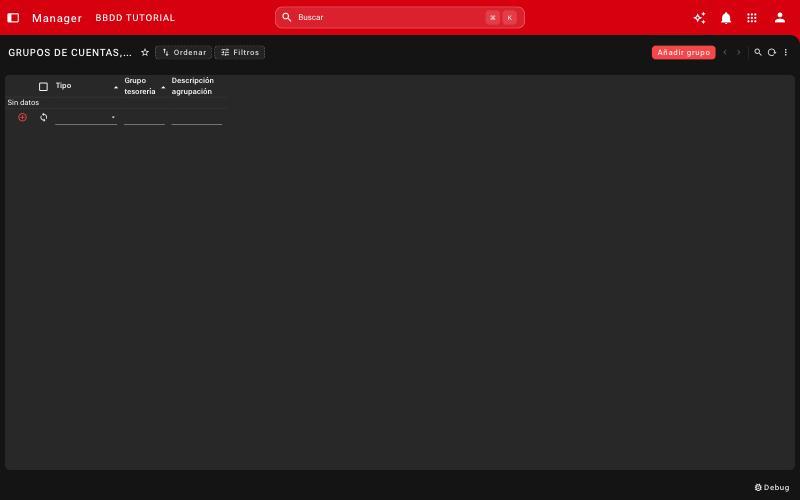 Manager BBDD TUTORIAL Buscar ⌘ K
GRUPOS DE CUENTAS,... Ordenar Filtros Añadir grupo
Tipo Grupo tesorería Descripción agrupación
Sin datos
Debug